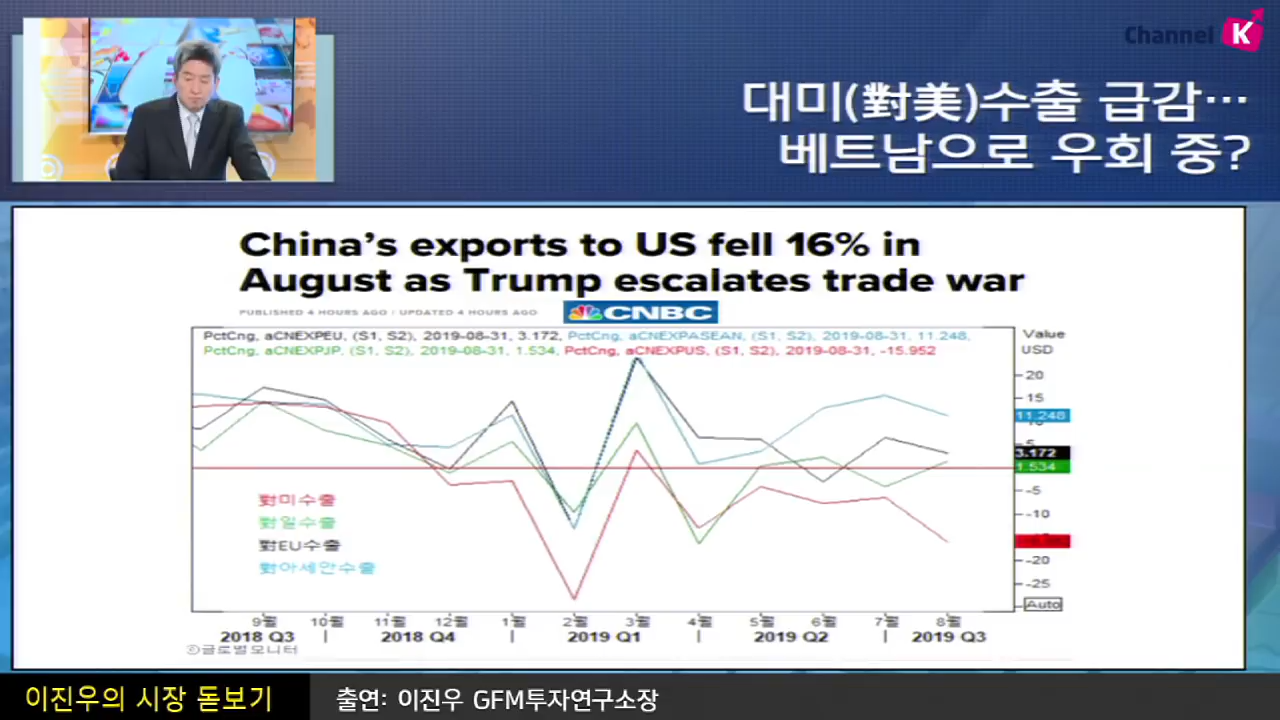 Channel K
대미(對美)수출 급감…
베트남으로 우회 중?
China's exports to US fell 16% in
August as Trump escalates trade war
PUBLISHED 4 HOURS AGO / UPDATED 4 HOURS AGO
CNBC
PctCng, aCNEXPEU, (S1, S2), 2019-08-31, 3.172, PctCng, aCNEXPASEAN, (S1, S2), 2019-08-31, 11.248,
PctCng, aCNEXPJP, (S1, S2), 2019-08-31, 1.534, PctCng, aCNEXPUS, (S1, S2), 2019-08-31, -15.952
Value
USD
20
15
11.248
10
5
3.172
1.534
-5
-10
-20
-25
Auto
對미수출
對일수출
對EU수출
對아세안수출
9월 10월 11월 12월 1월 2월 3월 4월 5월 6월 7월 8월
2018 Q3 2018 Q4 2019 Q1 2019 Q2 2019 Q3
©글로벌모니터
이진우의 시장 돋보기
출연: 이진우 GFM투자연구소장